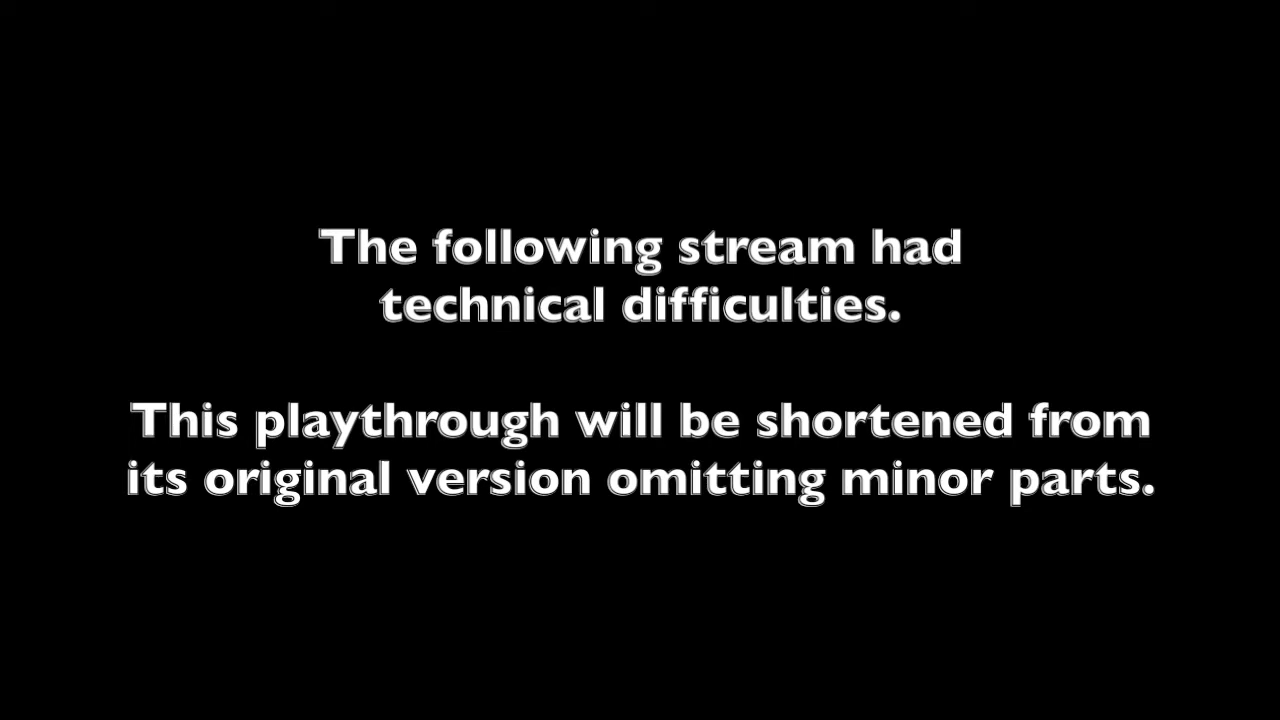 The following stream had
technical difficulties.
This playthrough will be shortened from
its original version omitting minor parts.